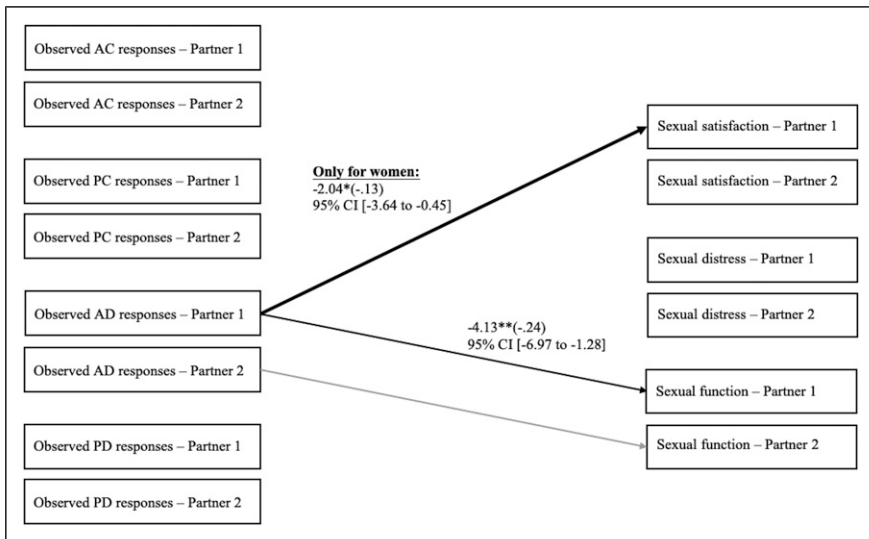 Observed AC responses – Partner 1
Observed AC responses – Partner 2
Observed PC responses – Partner 1
Observed PC responses – Partner 2
Observed AD responses – Partner 1
Observed AD responses – Partner 2
Observed PD responses – Partner 1
Observed PD responses – Partner 2
Only for women:
-2.04*(-.13)
95% CI [-3.64 to -0.45]
-4.13**(-.24)
95% CI [-6.97 to -1.28]
Sexual satisfaction – Partner 1
Sexual satisfaction – Partner 2
Sexual distress – Partner 1
Sexual distress – Partner 2
Sexual function – Partner 1
Sexual function – Partner 2